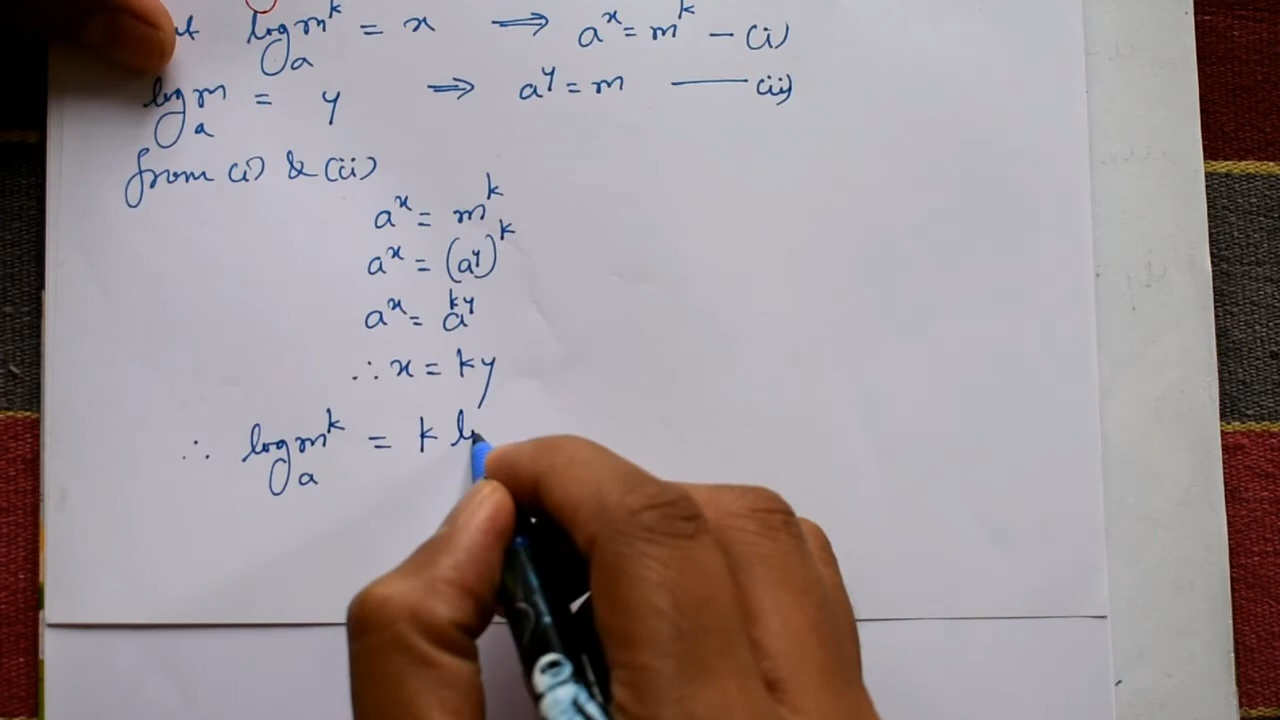 log_a m^k = x ⟹ a^x = m^k — (i)
log_a m = y ⟹ a^y = m — (ii)
from (i) & (ii)
a^x = m^k
a^x = (a^y)^k
a^x = a^{ky}
∴ x = ky
∴ log_a m^k = k